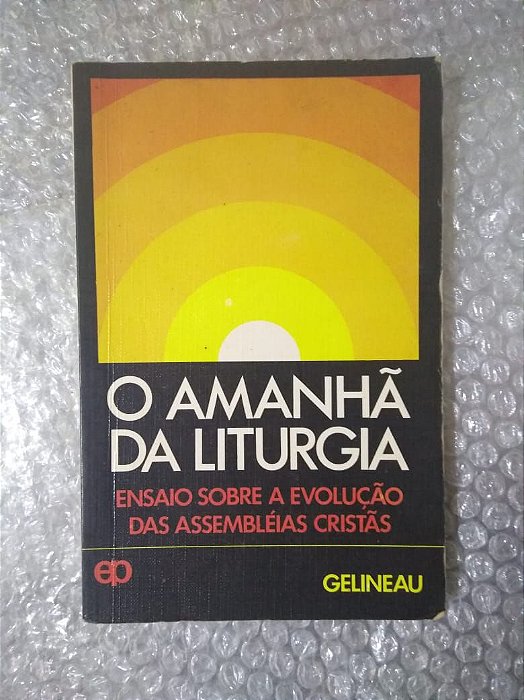 O AMANHÃ
DA LITURGIA
ENSAIO SOBRE A EVOLUÇÃO
DAS ASSEMBLÉIAS CRISTÃS
ep
GELINEAU